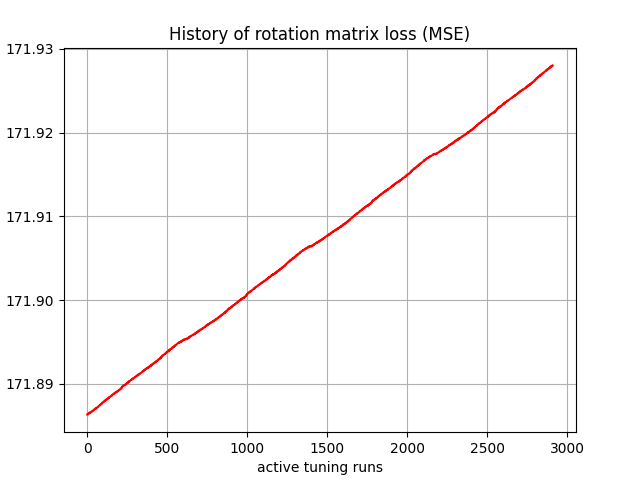 History of rotation matrix loss (MSE)
171.93
171.92
171.91
171.90
171.89
0 500 1000 1500 2000 2500 3000
active tuning runs